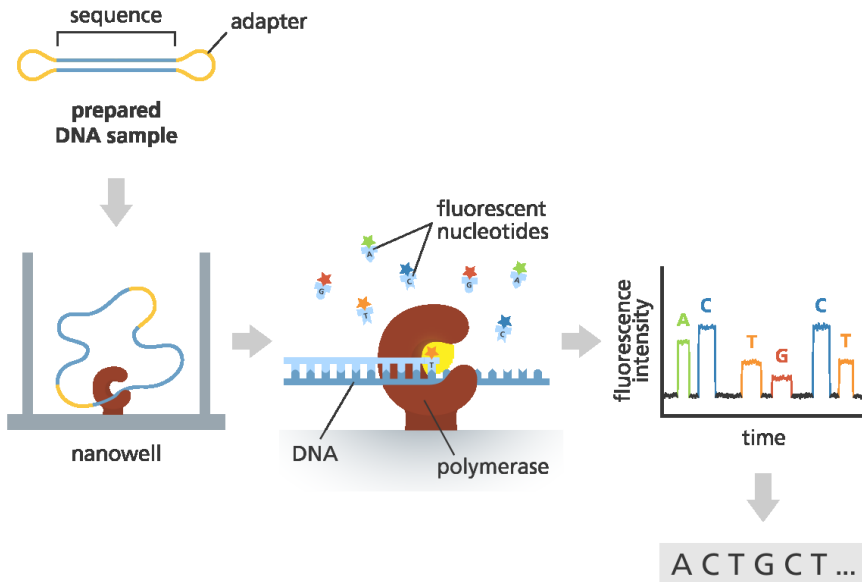 sequence
adapter
prepared
DNA sample
nanowell
fluorescent
nucleotides
A
C
G
G
A
T
C
T
DNA
polymerase
fluorescence
intensity
A
C
T
G
C
T
time
A C T G C T ...